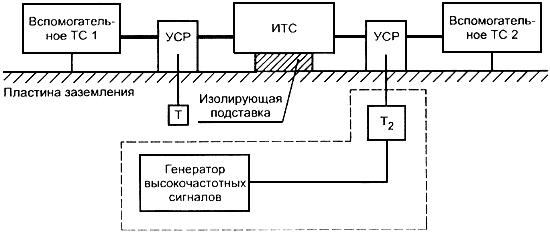 Вспомогатель-
ное ТС 1
УСР
ИТС
УСР
Вспомогатель-
ное ТС 2
Пластина заземления
Т
Изолирующая
подставка
Т2
Генератор
высокочастотных
сигналов